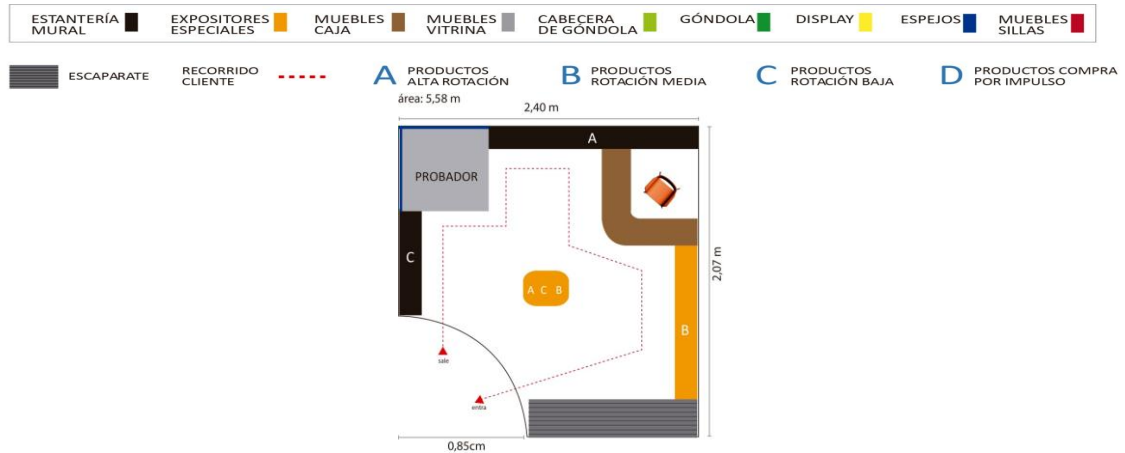 ESTANTERÍA MURAL
EXPOSITORES ESPECIALES
MUEBLES CAJA
MUEBLES VITRINA
CABECERA DE GÓNDOLA
GÓNDOLA
DISPLAY
ESPEJOS
MUEBLES SILLAS
ESCAPARATE
RECORRIDO CLIENTE
A PRODUCTOS ALTA ROTACIÓN
B PRODUCTOS ROTACIÓN MEDIA
C PRODUCTOS ROTACIÓN BAJA
D PRODUCTOS COMPRA POR IMPULSO
área: 5,58 m
2,40 m
A
PROBADOR
C
2,07 m
A C B
B
sale
entra
0,85cm